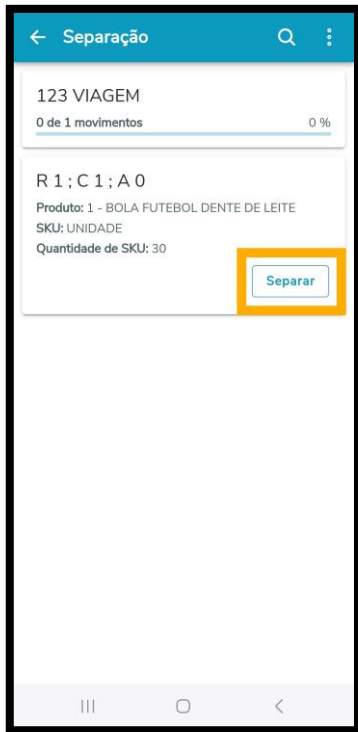 Separação
123 VIAGEM
0 de 1 movimentos 0 %
R 1 ; C 1 ; A 0
Produto: 1 - BOLA FUTEBOL DENTE DE LEITE
SKU: UNIDADE
Quantidade de SKU: 30
Separar